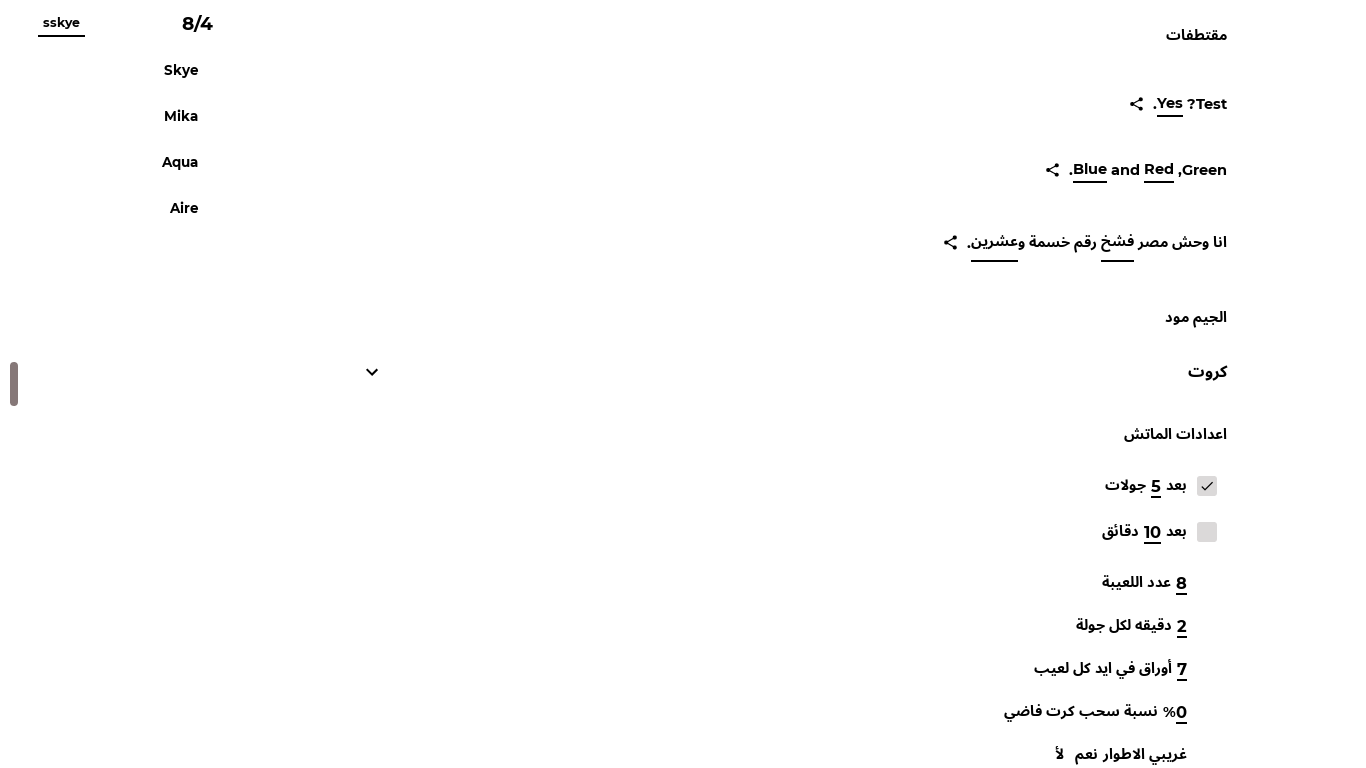 sskye
8/4
Skye
Mika
Aqua
Aire
مقتطفات
Test? Yes.
Green, Red and Blue.
انا وحش مصر فشخ رقم خسمة وعشرين.
الجيم مود
كروت
اعدادات الماتش
بعد 5 جولات
بعد 10 دقائق
8 عدد اللعيبة
2 دقيقه لكل جولة
7 أوراق في ايد كل لعيب
0% نسبة سحب كرت فاضي
غريبي الاطوار نعم لأ